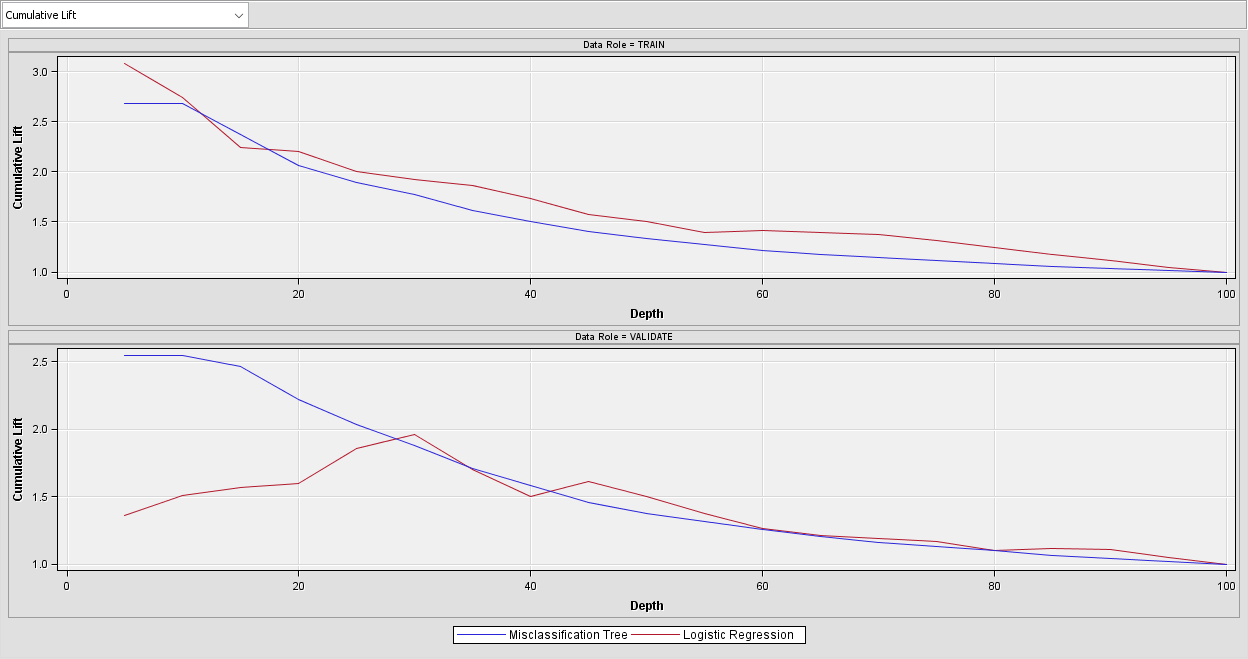 Cumulative Lift
Data Role = TRAIN
Cumulative Lift
3.0
2.5
2.0
1.5
1.0
0 20 40 60 80 100
Depth
Data Role = VALIDATE
Cumulative Lift
2.5
2.0
1.5
1.0
0 20 40 60 80 100
Depth
Misclassification Tree Logistic Regression